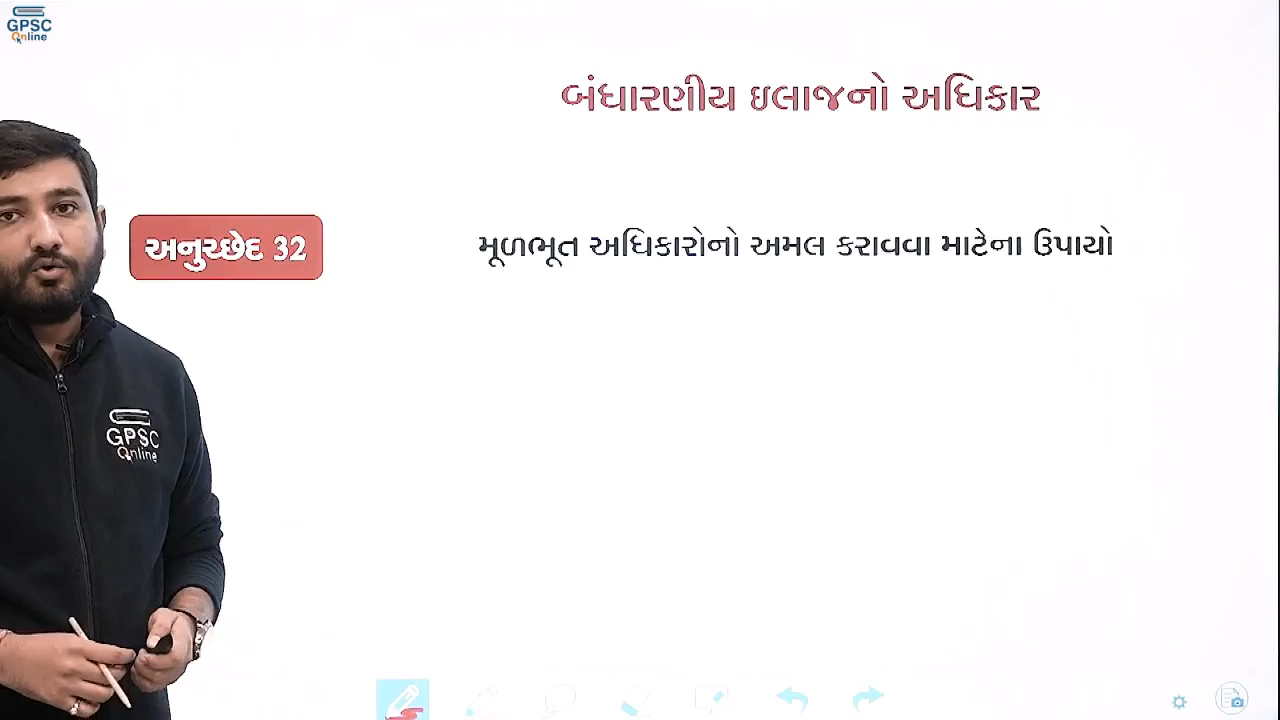 GPSC
Online
બંધારણીય ઇલાજનો અધિકાર
અનુચ્છેદ 32
મૂળભૂત અધિકારોનો અમલ કરાવવા માટેના ઉપાયો
GPSC
Online